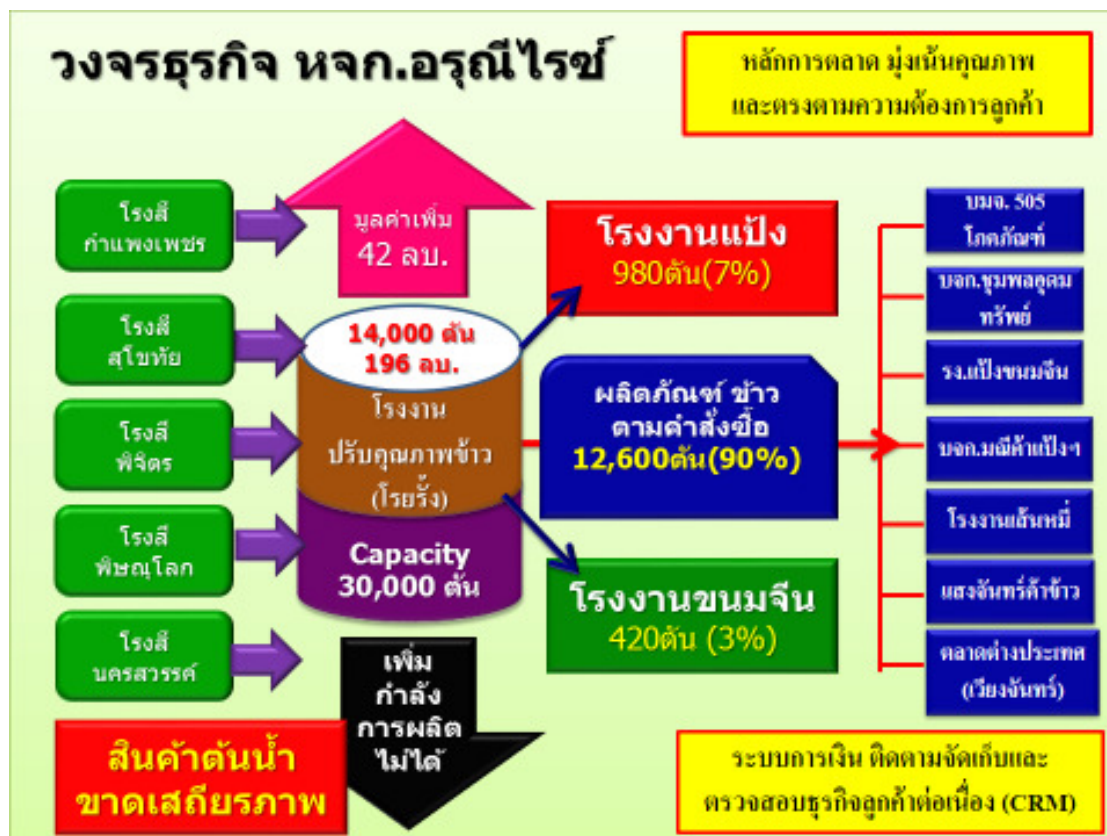 วงจรธุรกิจ หจก.อรุณีไรซ์
หลักการตลาด มุ่งเน้นคุณภาพ
และตรงตามความต้องการลูกค้า
โรงสี
กำแพงเพชร
โรงสี
สุโขทัย
โรงสี
พิจิตร
โรงสี
พิษณุโลก
โรงสี
นครสวรรค์
มูลค่าเพิ่ม
42 ลบ.
14,000 ตัน
196 ลบ.
โรงงาน
ปรับคุณภาพข้าว
(โรยรั้ง)
Capacity
30,000 ตัน
เพิ่ม
กำลัง
การผลิต
ไม่ได้
โรงงานแป้ง
980ตัน(7%)
ผลิตภัณฑ์ ข้าว
ตามคำสั่งซื้อ
12,600ตัน(90%)
โรงงานขนมจีน
420ตัน (3%)
บมจ. 505
โภคภัณฑ์
บจก.ชุมพลอุดม
ทรัพย์
รง.แป้งขนมจีน
บจก.มณีค้าแป้งฯ
โรงงานเส้นหมี่
แสงจันทร์ค้าข้าว
ตลาดต่างประเทศ
(เวียงจันทร์)
สินค้าต้นน้ำ
ขาดเสถียรภาพ
ระบบการเงิน ติดตามจัดเก็บและ
ตรวจสอบธุรกิจลูกค้าต่อเนื่อง (CRM)